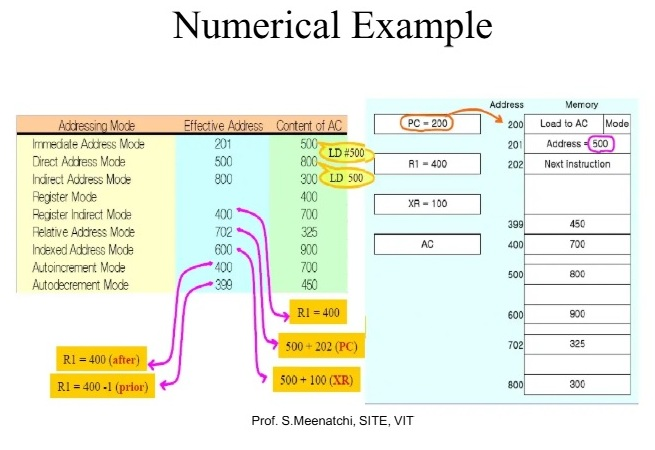 Numerical Example
Addressing Mode Effective Address Content of AC
Immediate Address Mode 201 500
Direct Address Mode 500 800
Indirect Address Mode 800 300
Register Mode 400
Register Indirect Mode 400 700
Relative Address Mode 702 325
Indexed Address Mode 600 900
Autoincrement Mode 400 700
Autodecrement Mode 399 450
LD #500
LD 500
R1 = 400
500 + 202 (PC)
500 + 100 (XR)
R1 = 400 (after)
R1 = 400 -1 (prior)
Address Memory
PC = 200
200 Load to AC Mode
201 Address = 500
R1 = 400
202 Next instruction
XR = 100
399 450
AC
400 700
500 800
600 900
702 325
800 300
Prof. S.Meenatchi, SITE, VIT